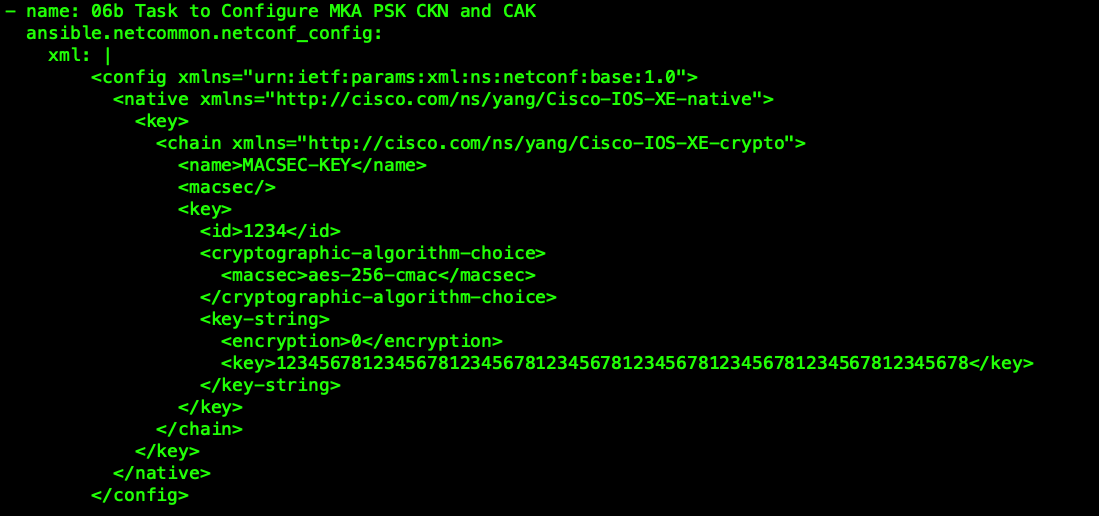 - name: 06b Task to Configure MKA PSK CKN and CAK
  ansible.netcommon.netconf_config:
    xml: |
        <config xmlns="urn:ietf:params:xml:ns:netconf:base:1.0">
          <native xmlns="http://cisco.com/ns/yang/Cisco-IOS-XE-native">
            <key>
              <chain xmlns="http://cisco.com/ns/yang/Cisco-IOS-XE-crypto">
                <name>MACSEC-KEY</name>
                <macsec/>
                <key>
                  <id>1234</id>
                  <cryptographic-algorithm-choice>
                    <macsec>aes-256-cmac</macsec>
                  </cryptographic-algorithm-choice>
                  <key-string>
                    <encryption>0</encryption>
                    <key>1234567812345678123456781234567812345678123456781234567812345678</key>
                  </key-string>
                </key>
              </chain>
            </key>
          </native>
        </config>